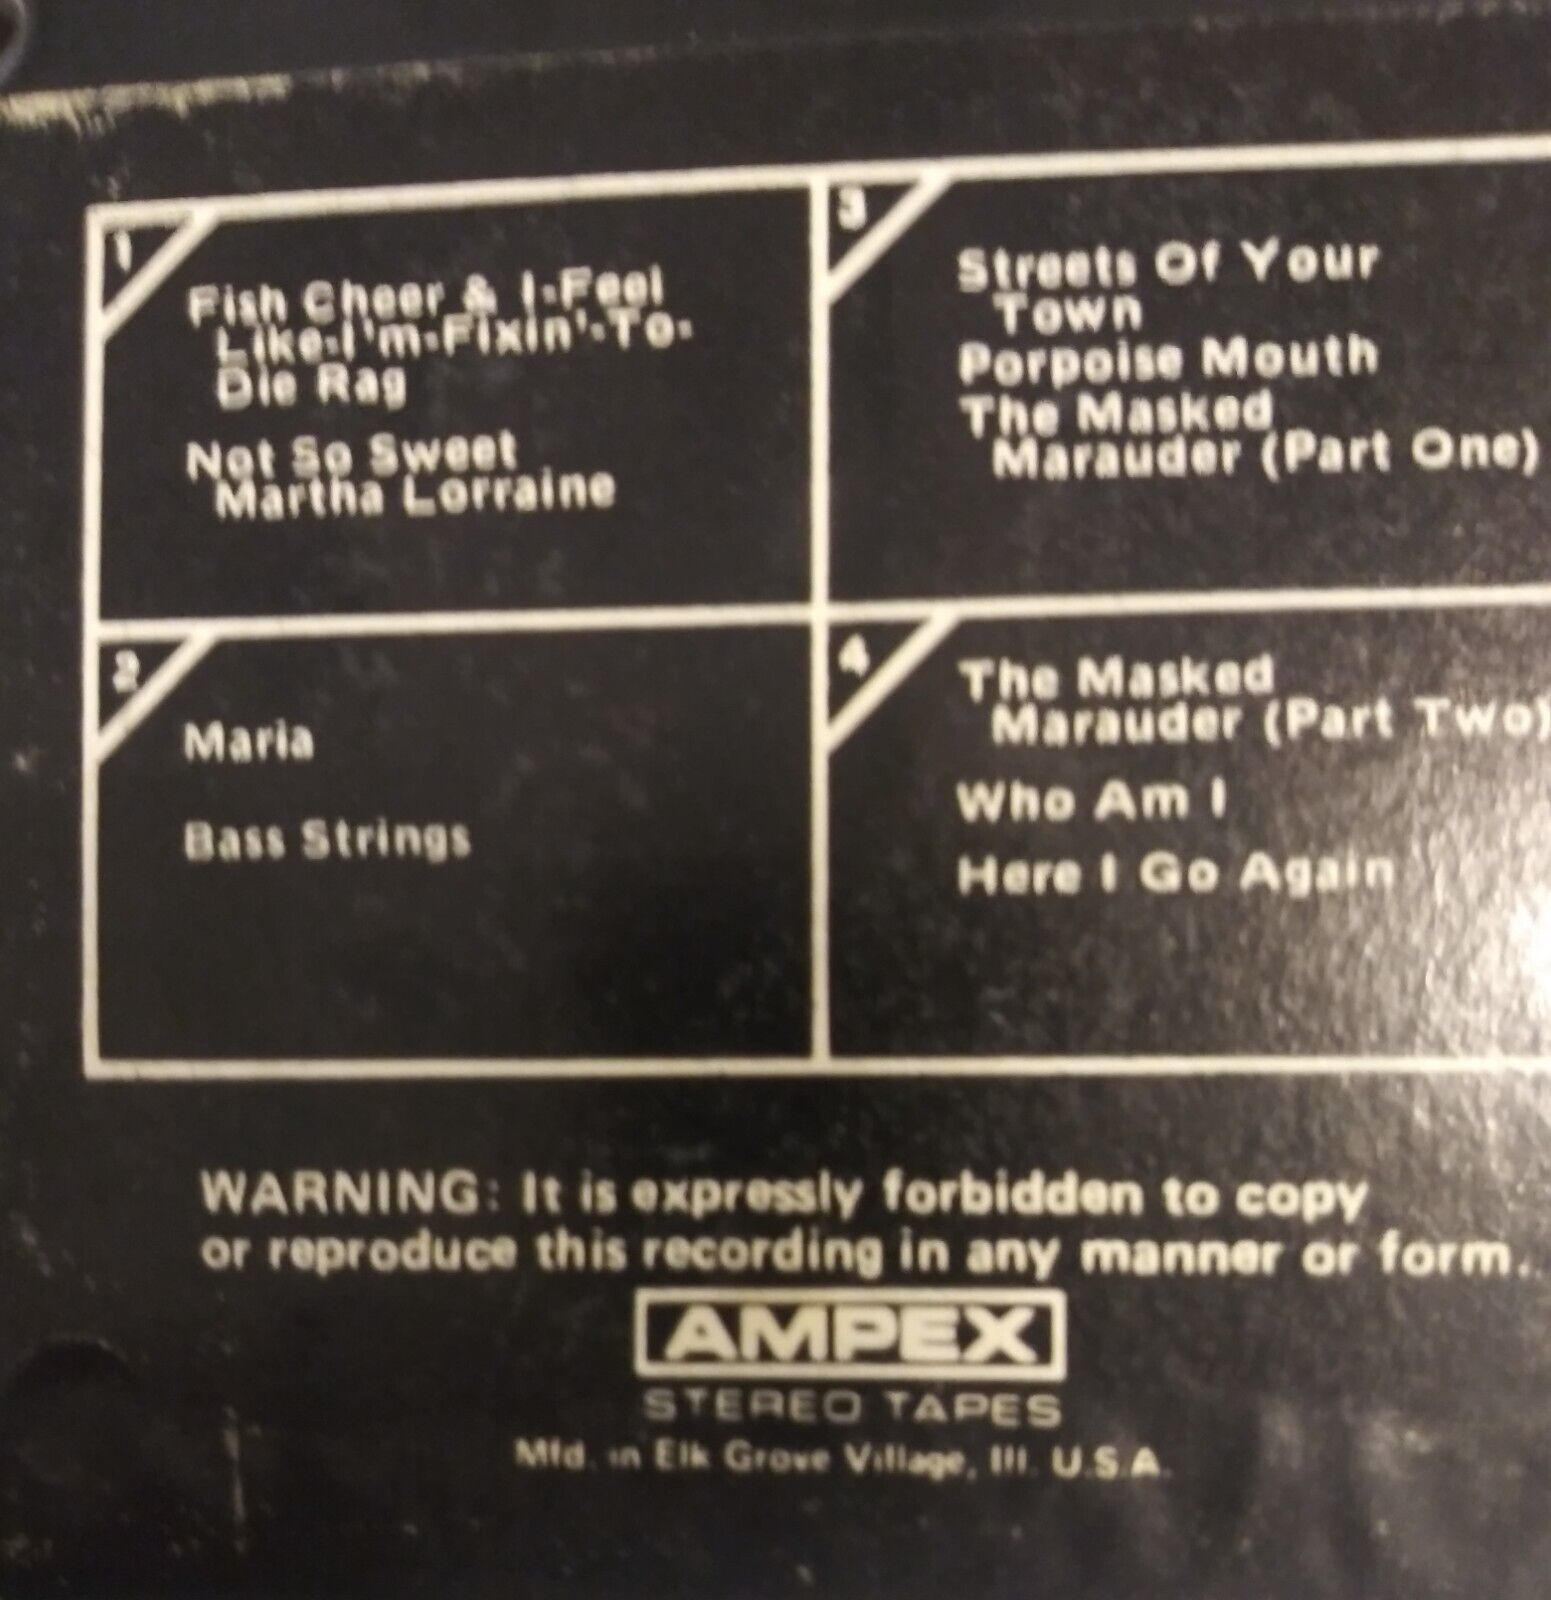 1
Fish Cheer & I-Feel
Like-I'm-Fixin'-To-
Die Rag
Not So Sweet
Martha Lorraine
2
Maria
Bass Strings
3
Streets Of Your
Town
Porpoise Mouth
The Masked
Marauder (Part One)
4
The Masked
Marauder (Part Two)
Who Am I
Here I Go Again
WARNING: It is expressly forbidden to copy
or reproduce this recording in any manner or form.
AMPEX
STEREO TAPES
Mfd. in Elk Grove Village, Ill. U.S.A.